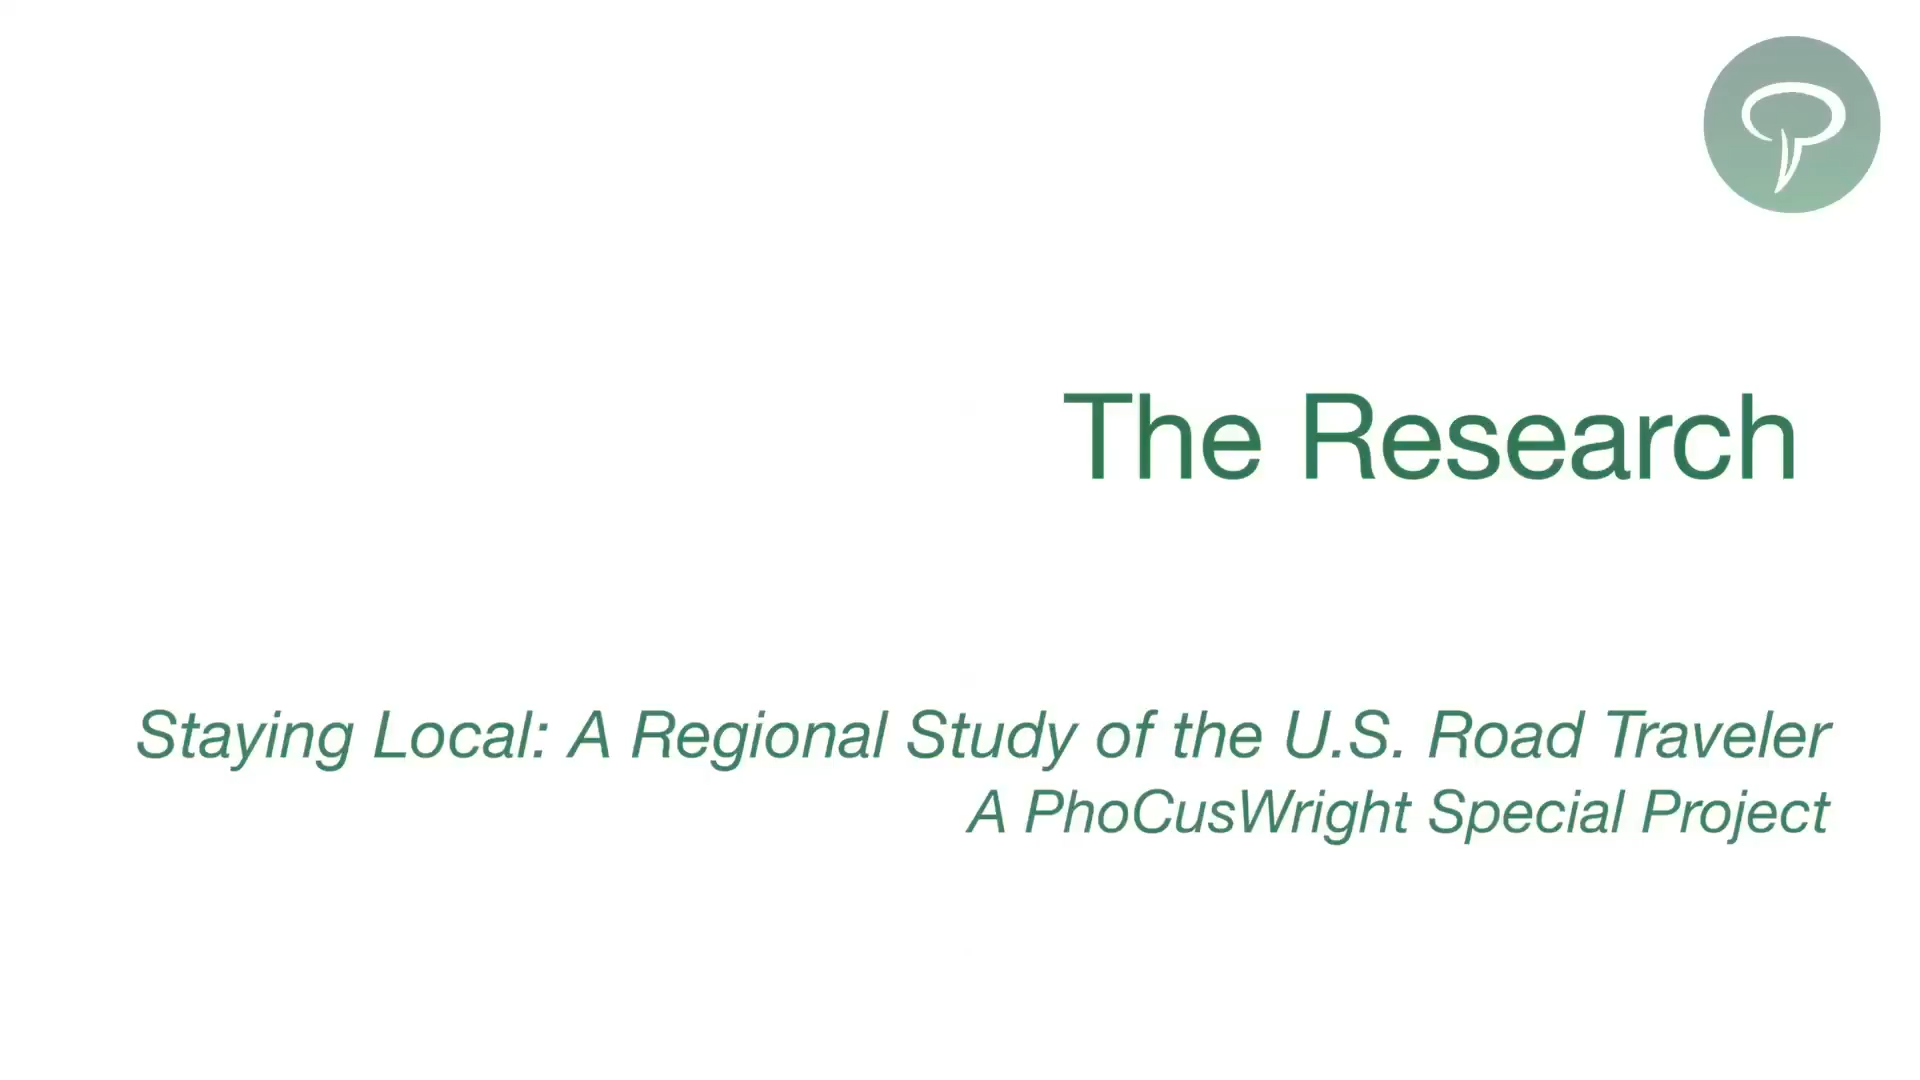 The Research
Staying Local: A Regional Study of the U.S. Road Traveler
A PhoCusWright Special Project